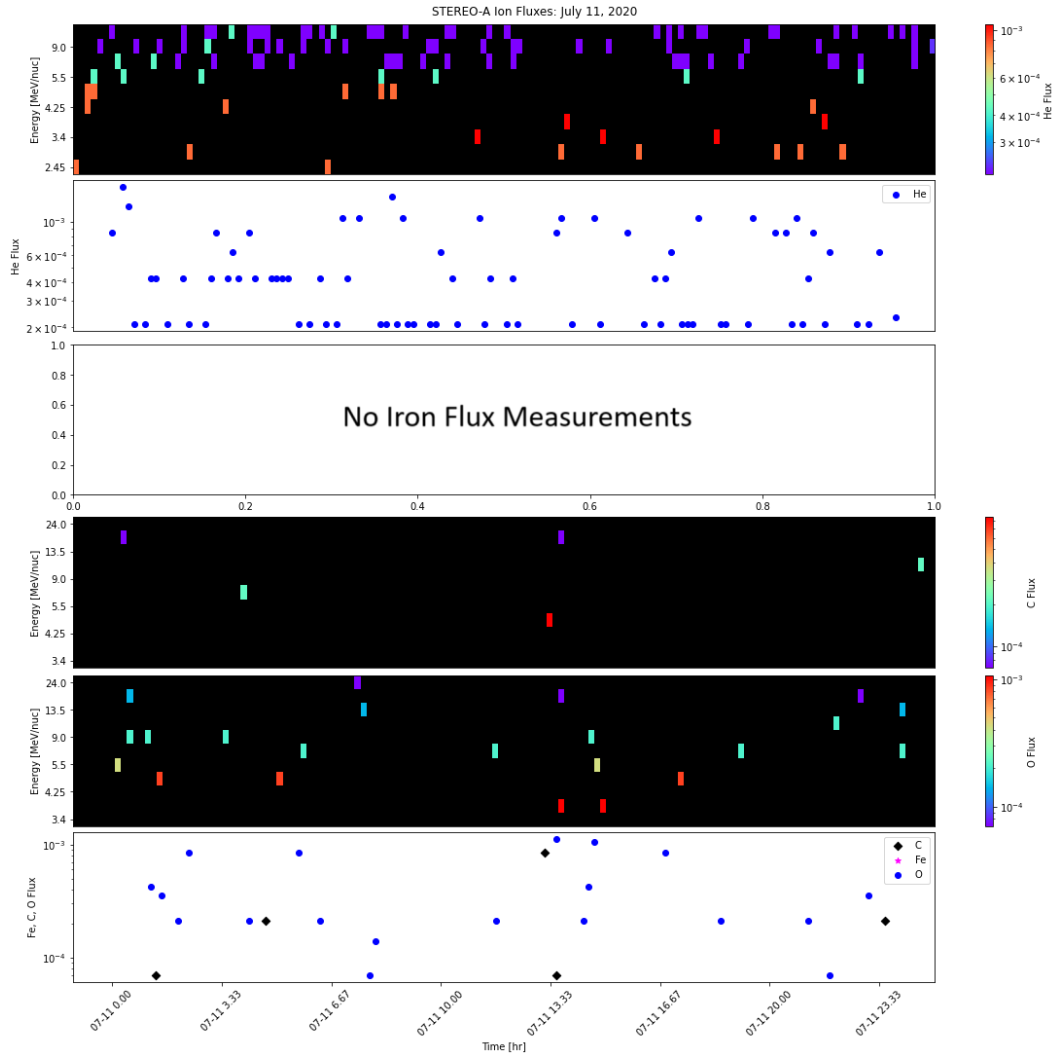 STEREO-A Ion Fluxes: July 11, 2020
9.0
5.5
4.25
3.4
2.45
Energy [MeV/nuc]
10⁻³
6 × 10⁻⁴
4 × 10⁻⁴
3 × 10⁻⁴
He Flux
He
10⁻³
6 × 10⁻⁴
4 × 10⁻⁴
3 × 10⁻⁴
2 × 10⁻⁴
He Flux
1.0
0.8
0.6
0.4
0.2
0.0
No Iron Flux Measurements
0.0 0.2 0.4 0.6 0.8 1.0
24.0
13.5
9.0
5.5
4.25
3.4
Energy [MeV/nuc]
10⁻⁴
C Flux
24.0
13.5
9.0
5.5
4.25
3.4
Energy [MeV/nuc]
10⁻³
10⁻⁴
O Flux
C
Fe
O
10⁻³
10⁻⁴
Fe, C, O Flux
07-11 0.00 07-11 3.33 07-11 6.67 07-11 10.00 07-11 13.33 07-11 16.67 07-11 20.00 07-11 23.33
Time [hr]